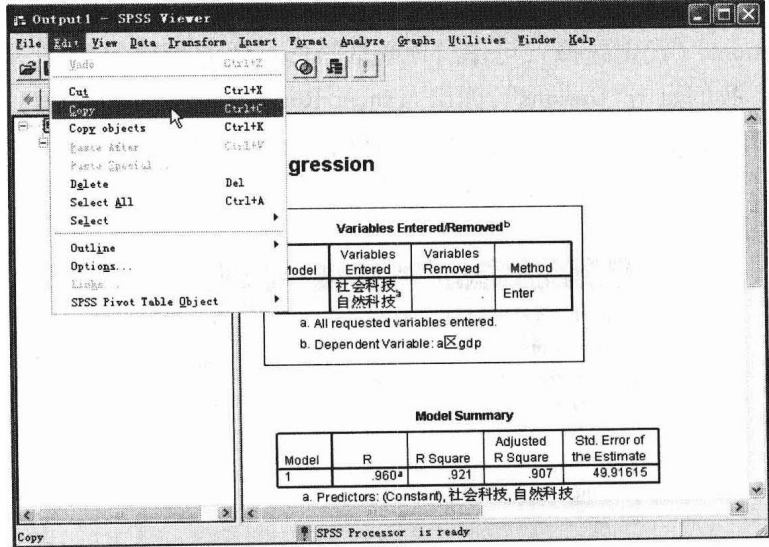 Output1 - SPSS Viewer
File Edit View Data Transform Insert Format Analyze Graphs Utilities Window Help
Undo Ctrl+Z
Cut Ctrl+X
Copy Ctrl+C
Copy objects Ctrl+K
Paste After Ctrl+V
Paste Special...
Delete Del
Select All Ctrl+A
Select
Outline
Options...
Links...
SPSS Pivot Table Object
gression
Variables Entered/Removed b
Model Variables Entered Variables Removed Method
社会科技, 自然科技 a Enter
a. All requested variables entered.
b. Dependent Variable: a区gdp
Model Summary
Model R R Square Adjusted R Square Std. Error of the Estimate
1 .960 a .921 .907 49.91615
a. Predictors: (Constant), 社会科技, 自然科技
Copy SPSS Processor is ready